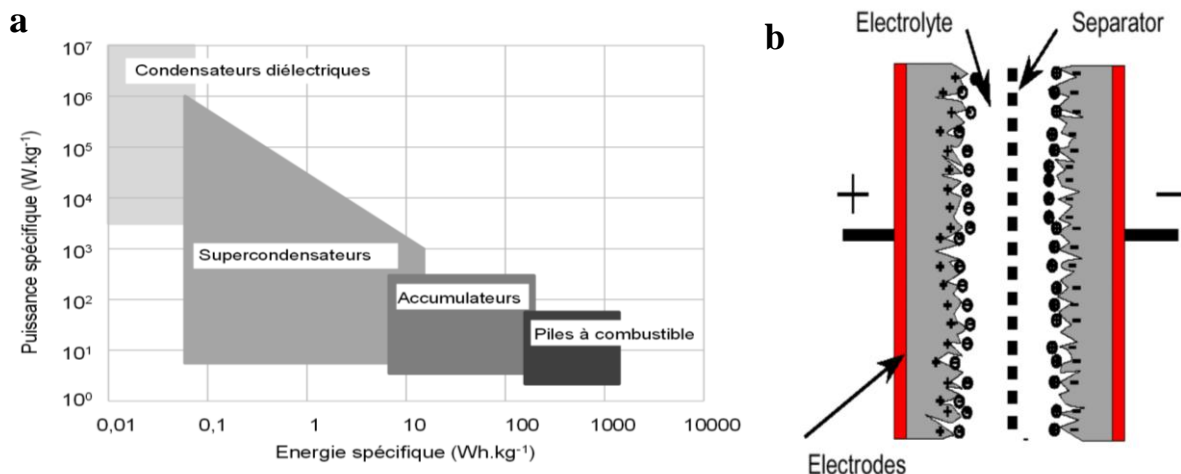 a
10⁷
10⁶
10⁵
10⁴
10³
10²
10¹
10⁰
Puissance spécifique (W.kg⁻¹)
Condensateurs diélectriques
Supercondensateurs
Accumulateurs
Piles à combustible
0,01 0,1 1 10 100 1000 10000
Energie spécifique (Wh.kg⁻¹)
b
Electrolyte
Separator
+
-
Electrodes